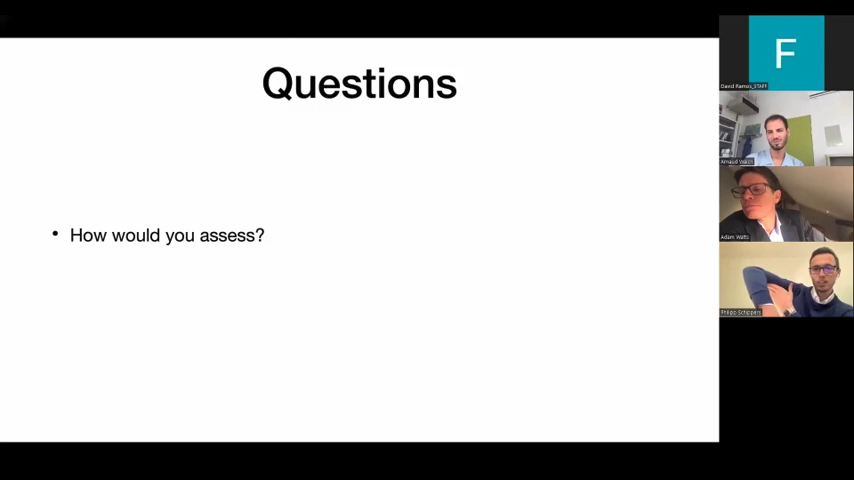 Questions
• How would you assess?
F
David Ramos_STAFF
Arnaud Walch
Adam Watts
Philipp Schippers